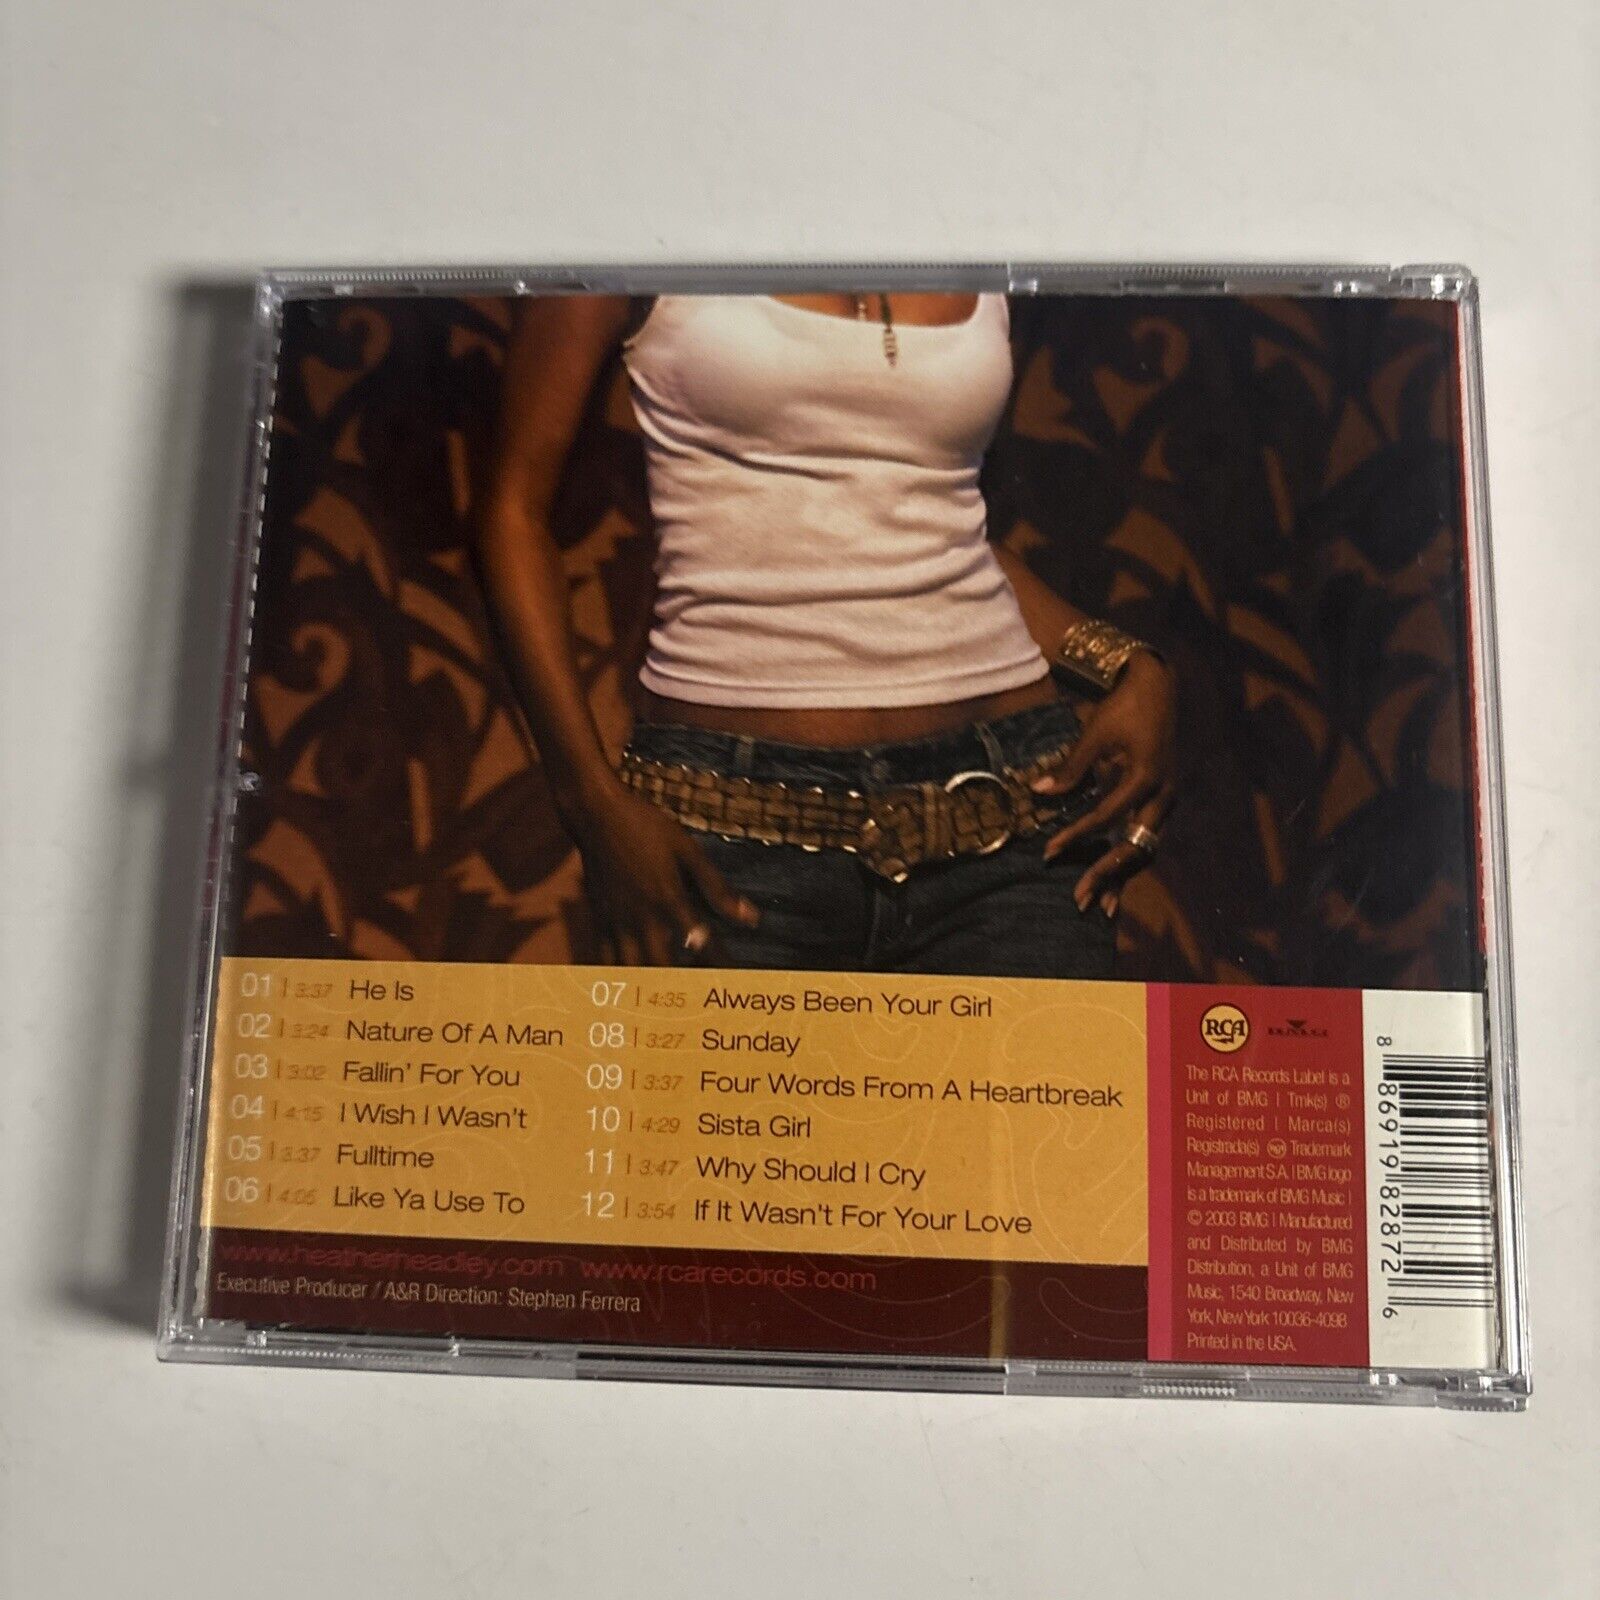 01 | 3:37 He Is
02 | 3:24 Nature Of A Man
03 | 3:02 Fallin' For You
04 | 4:15 I Wish I Wasn't
05 | 3:37 Fulltime
06 | 4:05 Like Ya Use To
07 | 4:35 Always Been Your Girl
08 | 3:27 Sunday
09 | 3:37 Four Words From A Heartbreak
10 | 4:29 Sista Girl
11 | 3:47 Why Should I Cry
12 | 3:54 If It Wasn't For Your Love
www.heatherheadley.com www.rcarecords.com
Executive Producer / A&R Direction: Stephen Ferrera
RCA
BMG
The RCA Records Label is a
Unit of BMG | Tmk(s) ®
Registered | Marca(s)
Registrada(s) RCA Trademark
Management S.A. | BMG logo
is a trademark of BMG Music |
© 2003 BMG | Manufactured
and Distributed by BMG
Distribution, a Unit of BMG
Music, 1540 Broadway, New
York, New York 10036-4098
Printed in the USA.
8 86919 82872 6